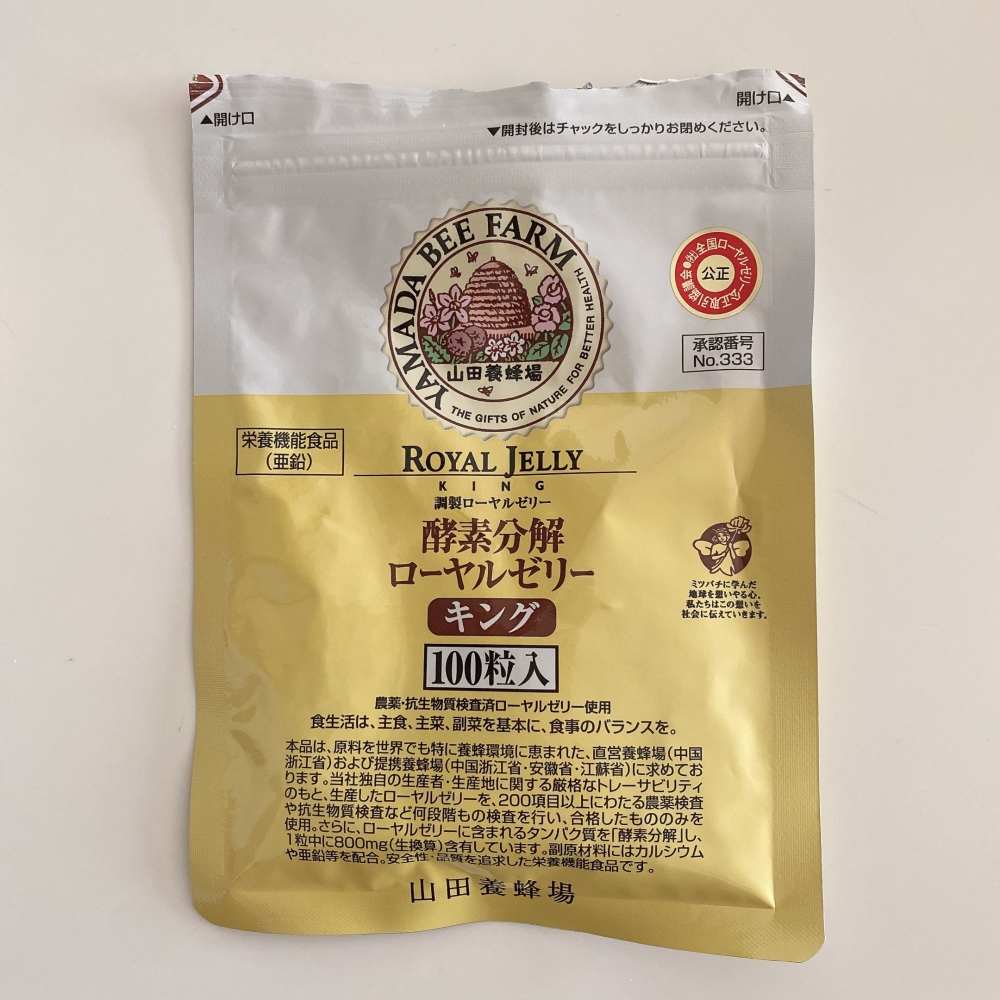 ▲開け口
開け口▲
▼開封後はチャックをしっかりお閉めください。
YAMADA BEE FARM
山田養蜂場
THE GIFTS OF NATURE FOR BETTER HEALTH
(社)全国ローヤルゼリー公正取引協議会
公正
承認番号
No.333
栄養機能食品
(亜鉛)
ROYAL JELLY
KING
調製ローヤルゼリー
酵素分解
ローヤルゼリー
キング
100粒入
ミツバチに学んだ
地球を想いやる心。
私たちはこの想いを
社会に伝えていきます。
農薬・抗生物質検査済ローヤルゼリー使用
食生活は、主食、主菜、副菜を基本に、食事のバランスを。
本品は、原料を世界でも特に養蜂環境に恵まれた、直営養蜂場(中国
浙江省)および提携養蜂場(中国浙江省・安徽省・江蘇省)に求めてお
ります。当社独自の生産者・生産地に関する厳格なトレーサビリティ
のもと、生産したローヤルゼリーを、200項目以上にわたる農薬検査
や抗生物質検査など何段階もの検査を行い、合格したもののみを
使用。さらに、ローヤルゼリーに含まれるタンパク質を「酵素分解」し、
1粒中に800mg(生換算)含有しています。副原材料にはカルシウム
や亜鉛等を配合。安全性・品質を追求した栄養機能食品です。
山田養蜂場